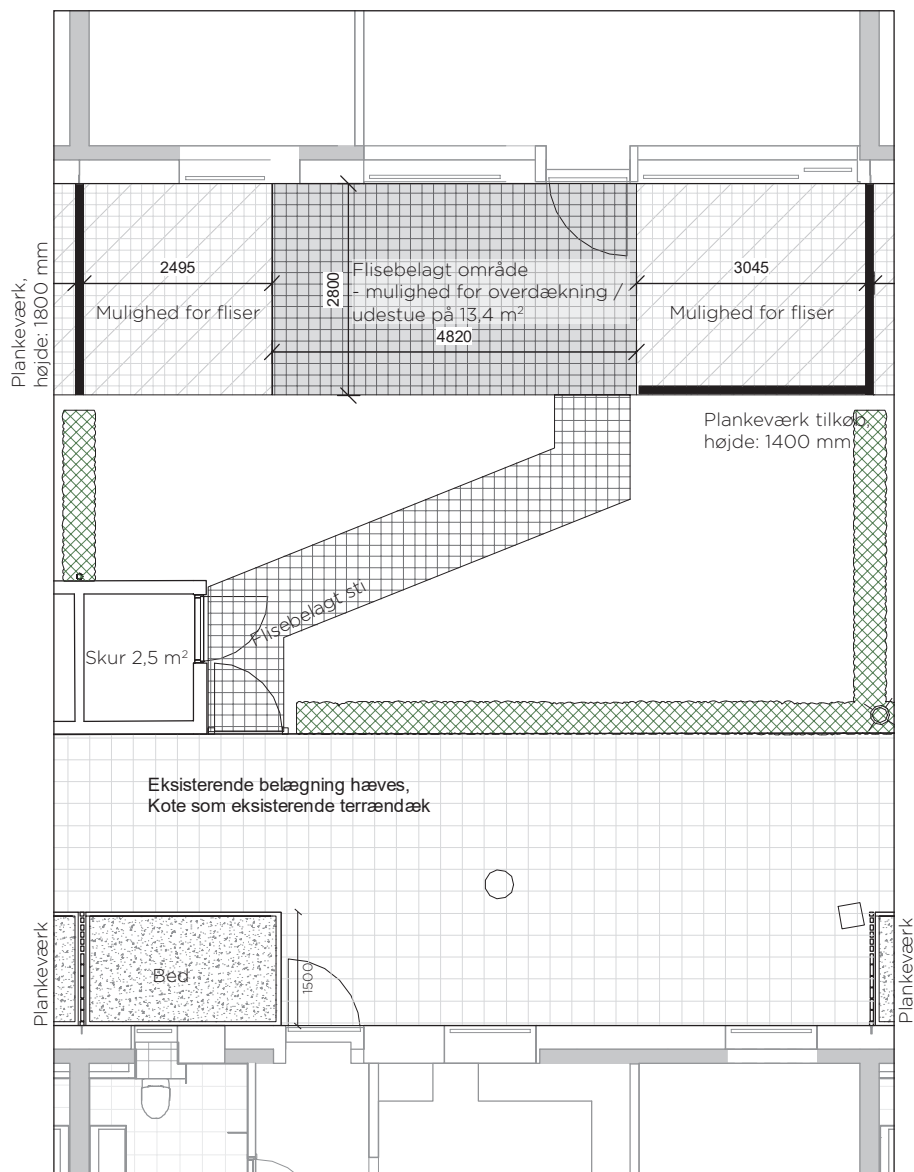 Plankeværk,
højde: 1800 mm
2495
Mulighed for fliser
2800
Flisebelagt område
- mulighed for overdækning /
udestue på 13,4 m²
4820
3045
Mulighed for fliser
Plankeværk tilkøb,
højde: 1400 mm
Flisebelagt sti
Skur 2,5 m²
Eksisterende belægning hæves,
Kote som eksisterende terrændæk
Plankeværk
Bed
1500
Plankeværk